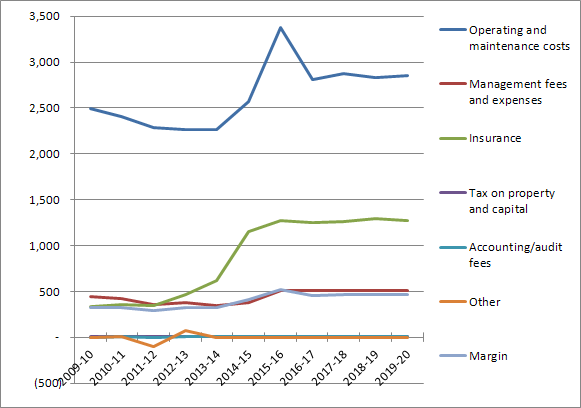 3,500
3,000
2,500
2,000
1,500
1,000
500
-
(500)
2009-10
2010-11
2011-12
2012-13
2013-14
2014-15
2015-16
2016-17
2017-18
2018-19
2019-20
Operating and
maintenance costs
Management fees
and expenses
Insurance
Tax on property
and capital
Accounting/audit
fees
Other
Margin